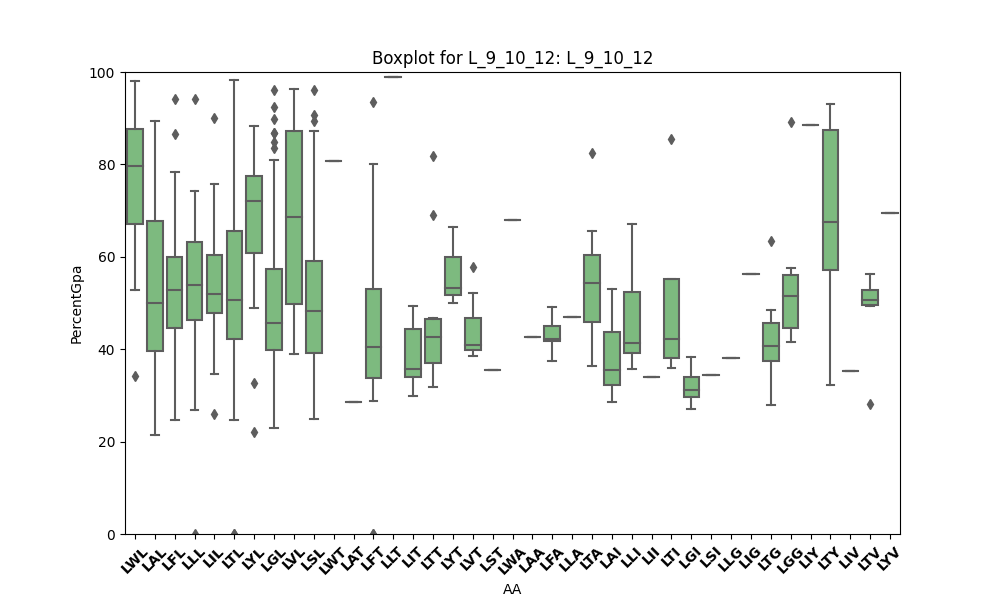 Boxplot for L_9_10_12: L_9_10_12
100
80
60
40
20
0
PercentGpa
LWL LAL LFL LLL LIL LTL LYL LGL LVL LSL LWT LAT LFT LLT LIT LTT LYT LVT LST LWA LAA LFA LLA LTA LAI LLI LII LTI LGI LSI LLG LIG LTG LGG LIY LTY LIV LTV LYV
AA